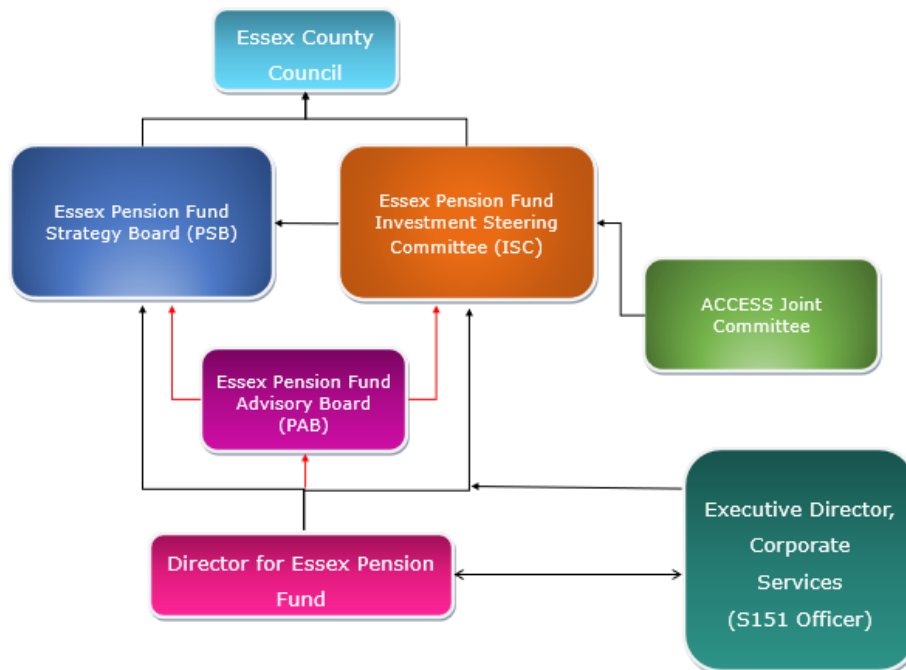 Essex County
Council
Essex Pension Fund
Strategy Board (PSB)
Essex Pension Fund
Investment Steering
Committee (ISC)
ACCESS Joint
Committee
Essex Pension Fund
Advisory Board
(PAB)
Executive Director,
Corporate
Services
(S151 Officer)
Director for Essex Pension
Fund